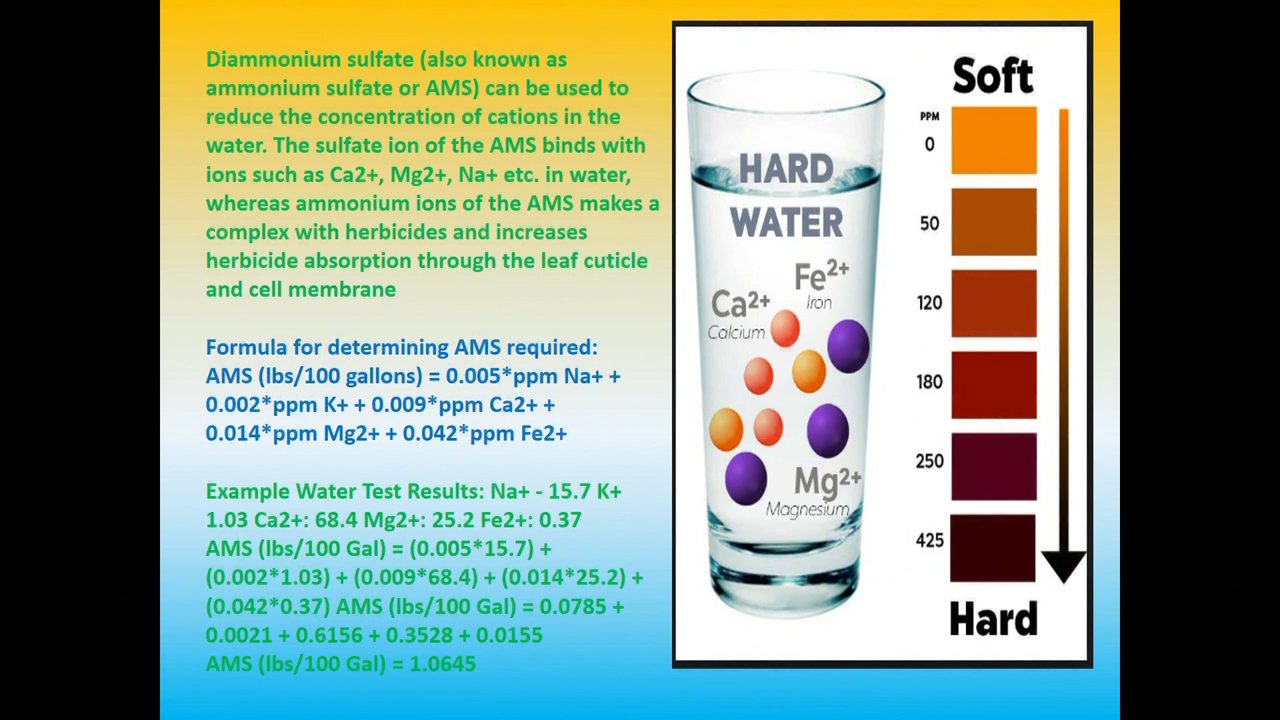 Diammonium sulfate (also known as
ammonium sulfate or AMS) can be used to
reduce the concentration of cations in the
water. The sulfate ion of the AMS binds with
ions such as Ca2+, Mg2+, Na+ etc. in water,
whereas ammonium ions of the AMS makes a
complex with herbicides and increases
herbicide absorption through the leaf cuticle
and cell membrane
Formula for determining AMS required:
AMS (lbs/100 gallons) = 0.005*ppm Na+ +
0.002*ppm K+ + 0.009*ppm Ca2+ +
0.014*ppm Mg2+ + 0.042*ppm Fe2+
Example Water Test Results: Na+ - 15.7 K+
1.03 Ca2+: 68.4 Mg2+: 25.2 Fe2+: 0.37
AMS (lbs/100 Gal) = (0.005*15.7) +
(0.002*1.03) + (0.009*68.4) + (0.014*25.2) +
(0.042*0.37) AMS (lbs/100 Gal) = 0.0785 +
0.0021 + 0.6156 + 0.3528 + 0.0155
AMS (lbs/100 Gal) = 1.0645
HARD
WATER
Fe²⁺
Iron
Ca²⁺
Calcium
Mg²⁺
Magnesium
Soft
PPM
0
50
120
180
250
425
Hard